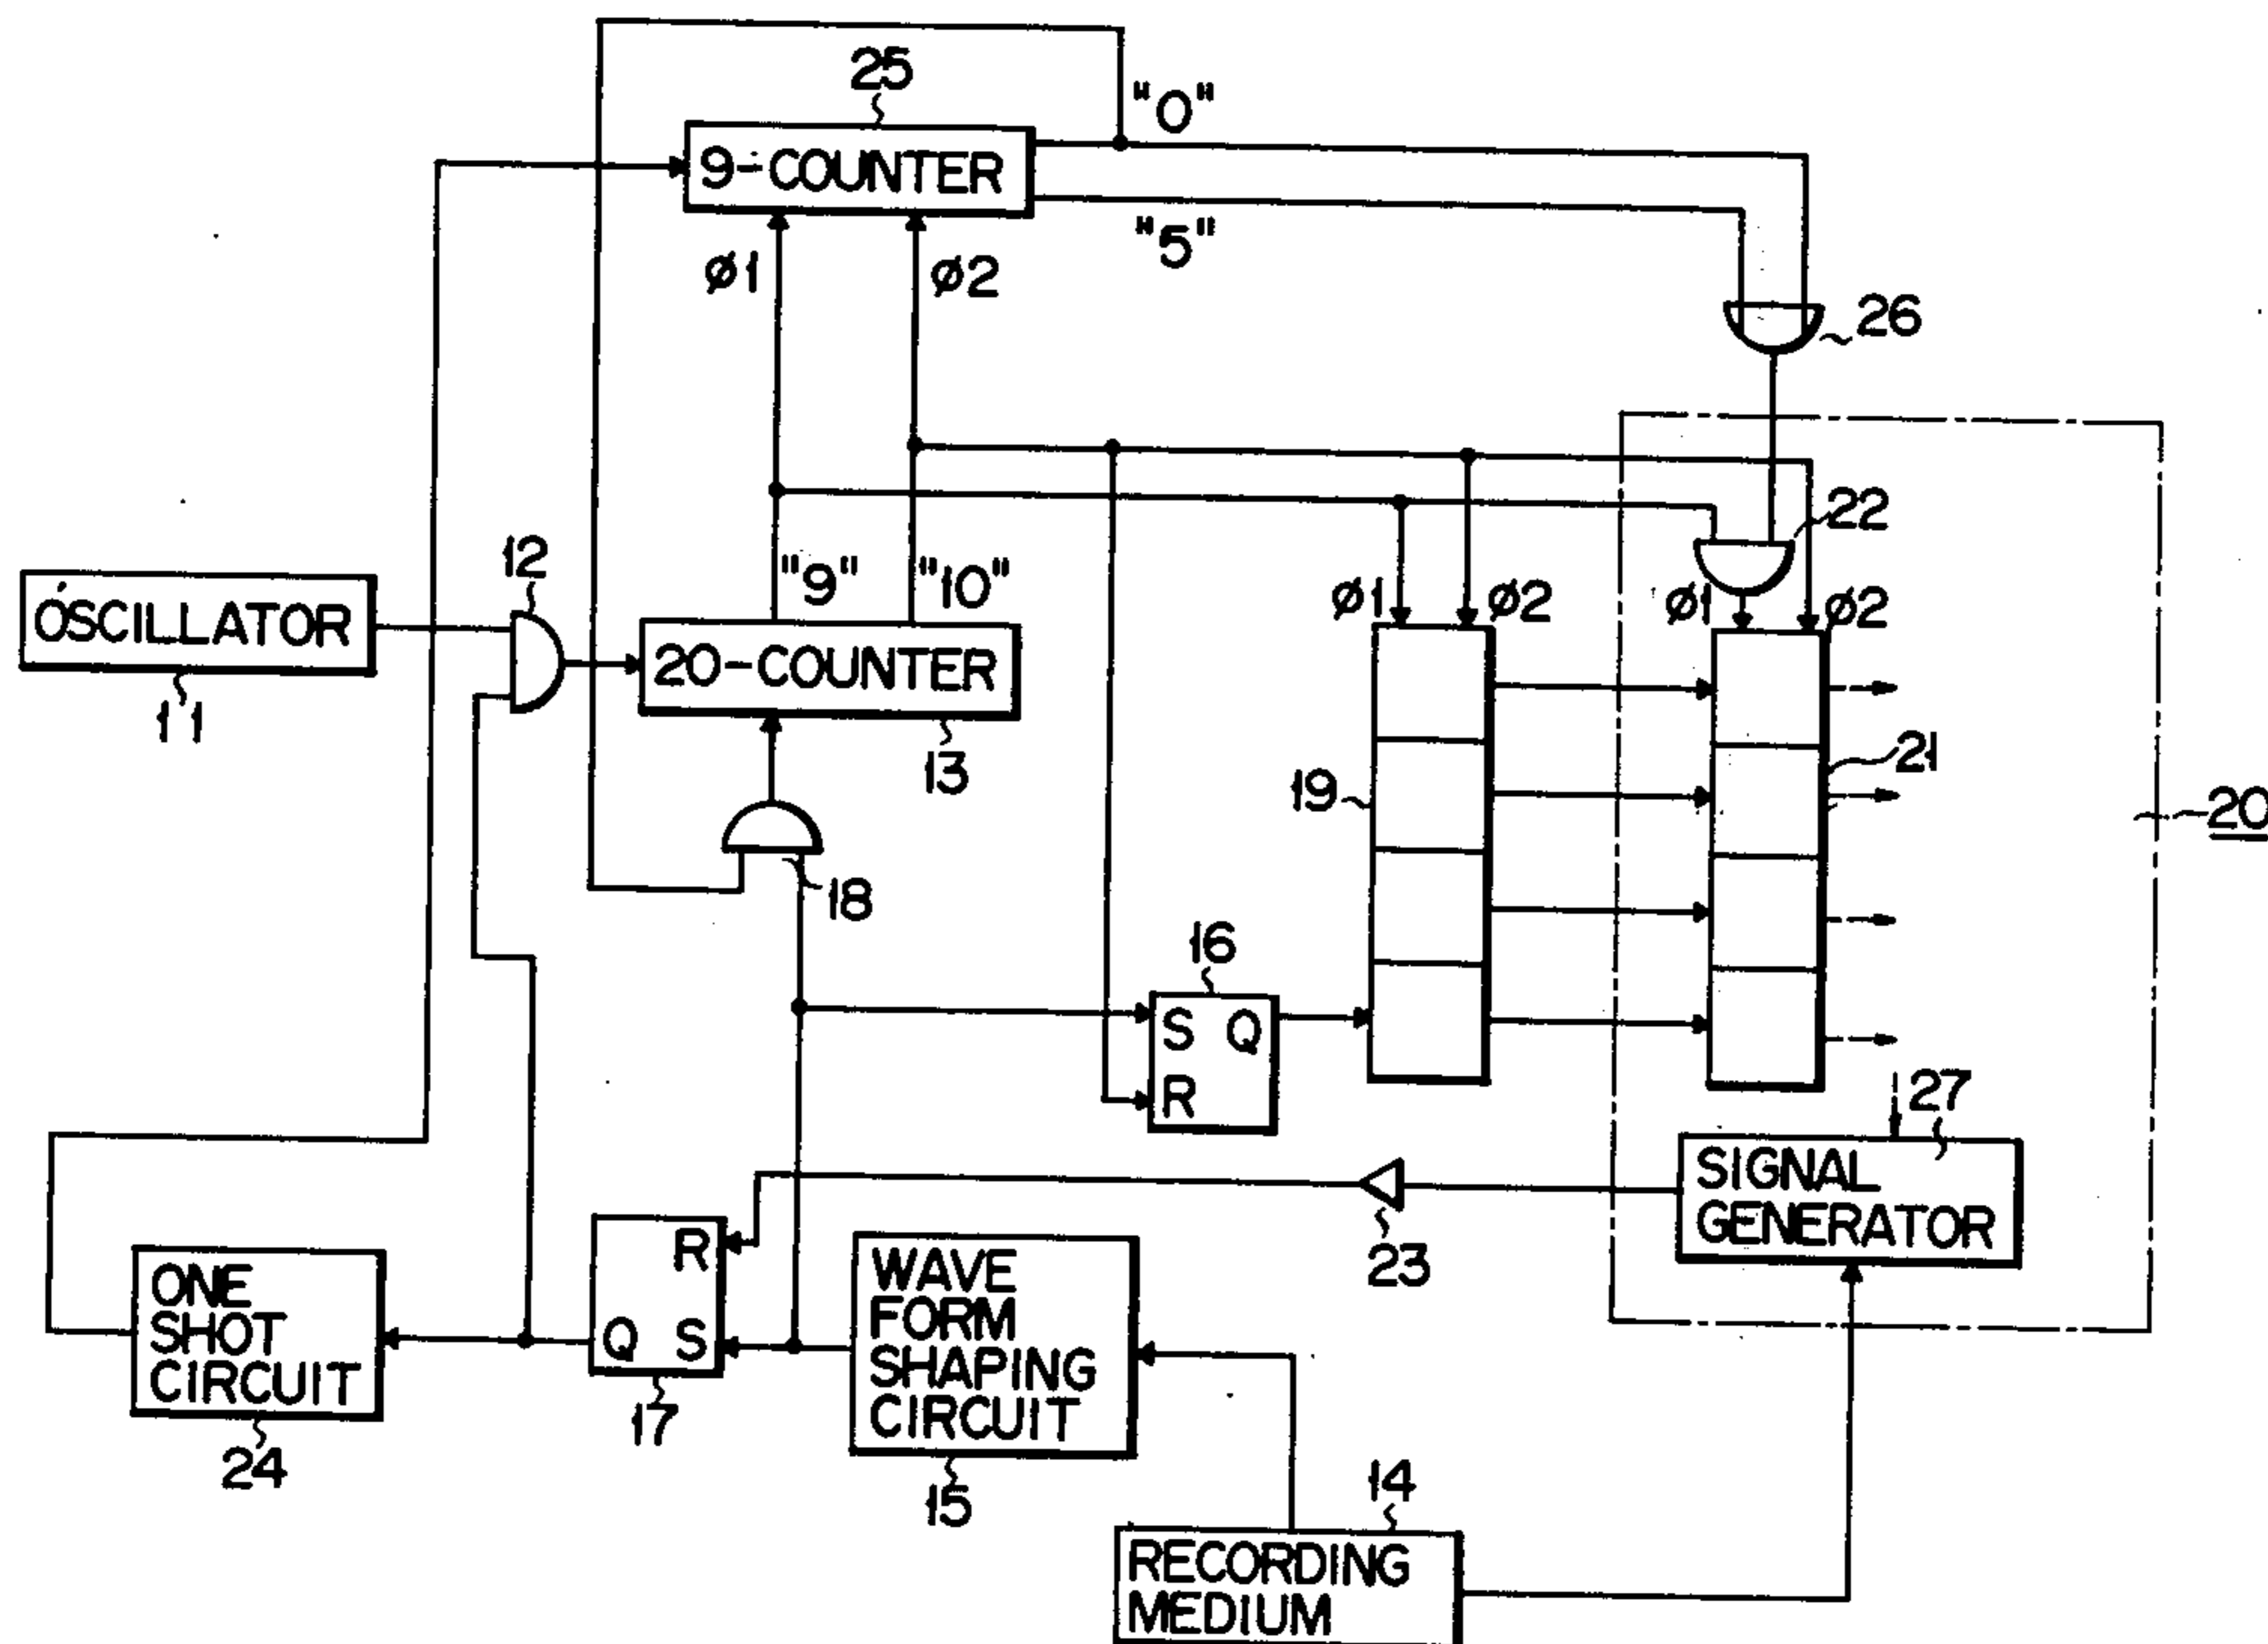 25
"0"
9-COUNTER
"5"
ø1
ø2
26
22
12
"9"
"10"
ø1
ø2
ø1
ø2
OSCILLATOR
20-COUNTER
11
13
19
21
20
18
16
S Q
R
27
SIGNAL
GENERATOR
23
R
Q S
WAVE
FORM
SHAPING
CIRCUIT
ONE
SHOT
CIRCUIT
17
24
15
14
RECORDING
MEDIUM